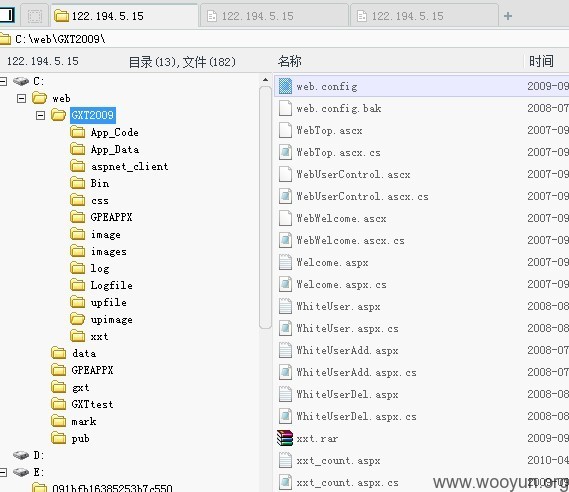 122.194.5.15 122.194.5.15 122.194.5.15 +
C:\web\GXT2009\
122.194.5.15 目录(13),文件(182) 名称 时间
C:
web
GXT2009
App_Code
App_Data
aspnet_client
Bin
css
GPEAPPX
image
images
log
Logfile
upfile
upimage
xxt
data
GPEAPPX
gxt
GXTtest
mark
pub
D:
E:
091bfb16385253b7c550
web.config 2009-09
web.config.bak 2008-07
WebTop.ascx 2007-09
WebTop.ascx.cs 2007-09
WebUserControl.ascx 2007-09
WebUserControl.ascx.cs 2007-09
WebWelcome.ascx 2007-09
WebWelcome.ascx.cs 2007-09
Welcome.aspx 2007-09
Welcome.aspx.cs 2007-09
WhiteUser.aspx 2008-08
WhiteUser.aspx.cs 2008-08
WhiteUserAdd.aspx 2008-07
WhiteUserAdd.aspx.cs 2008-07
WhiteUserDel.aspx 2008-08
WhiteUserDel.aspx.cs 2008-08
xxt.rar 2009-09
xxt_count.aspx 2010-04
xxt_count.aspx.cs
www.wooyun.org